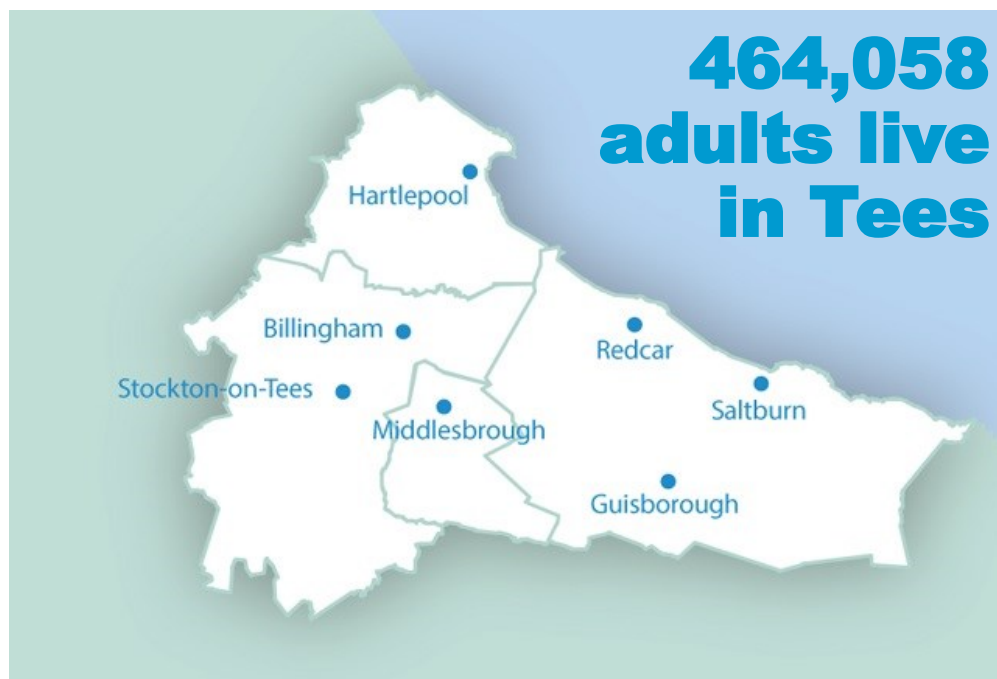 464,058
adults live
in Tees
Hartlepool
Billingham
Redcar
Stockton-on-Tees
Saltburn
Middlesbrough
Guisborough